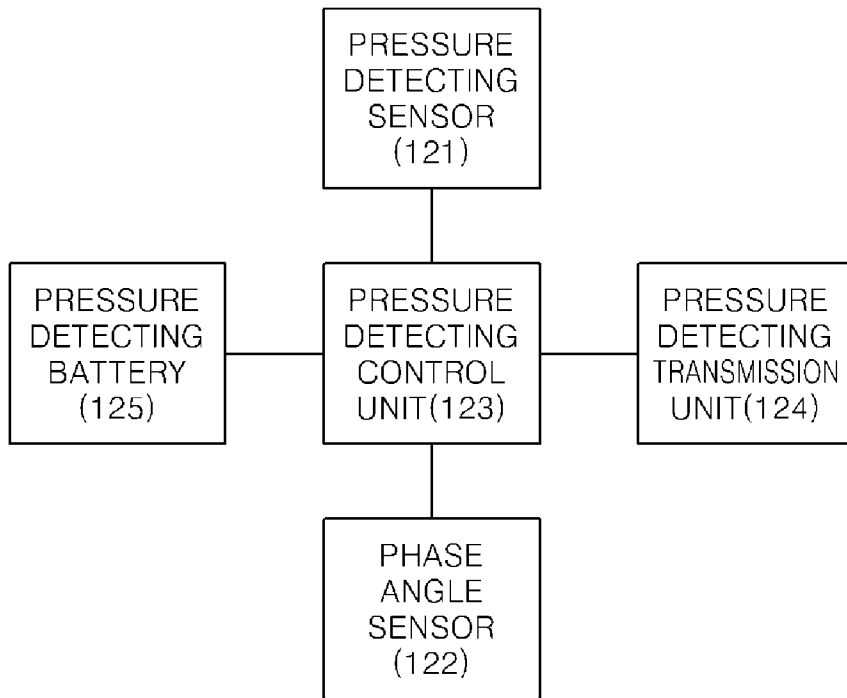 PRESSURE
DETECTING
SENSOR
(121)
PRESSURE
DETECTING
BATTERY
(125)
PRESSURE
DETECTING
CONTROL
UNIT(123)
PRESSURE
DETECTING
TRANSMISSION
UNIT(124)
PHASE
ANGLE
SENSOR
(122)